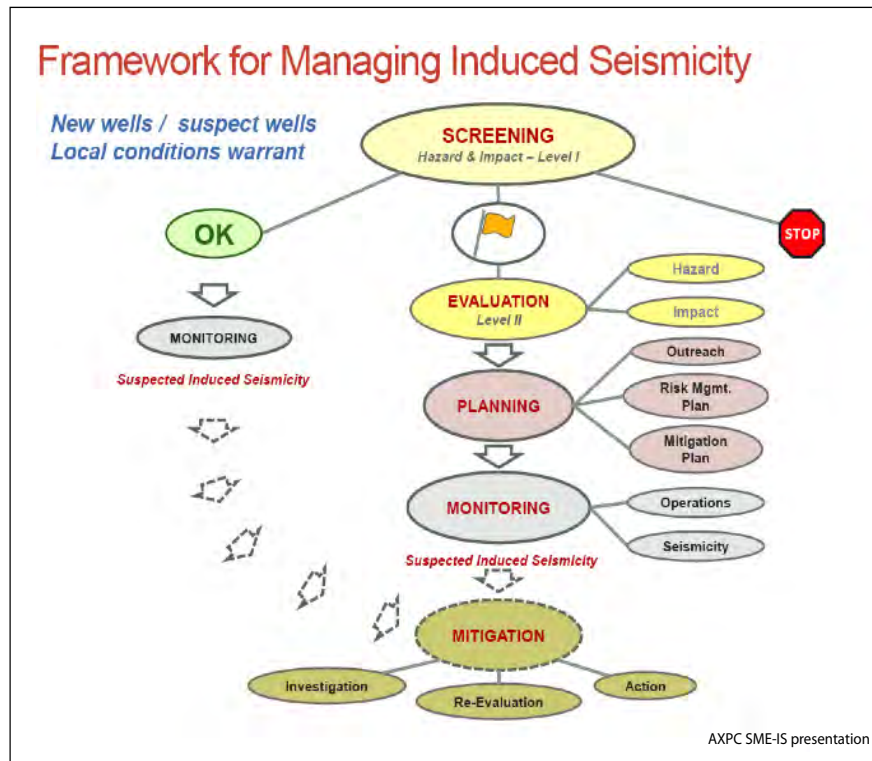 Framework for Managing Induced Seismicity
New wells / suspect wells
Local conditions warrant
SCREENING
Hazard & Impact – Level I
OK
STOP
EVALUATION
Level II
Hazard
Impact
MONITORING
Suspected Induced Seismicity
PLANNING
Outreach
Risk Mgmt.
Plan
Mitigation
Plan
MONITORING
Operations
Seismicity
Suspected Induced Seismicity
MITIGATION
Investigation
Re-Evaluation
Action
AXPC SME-IS presentation